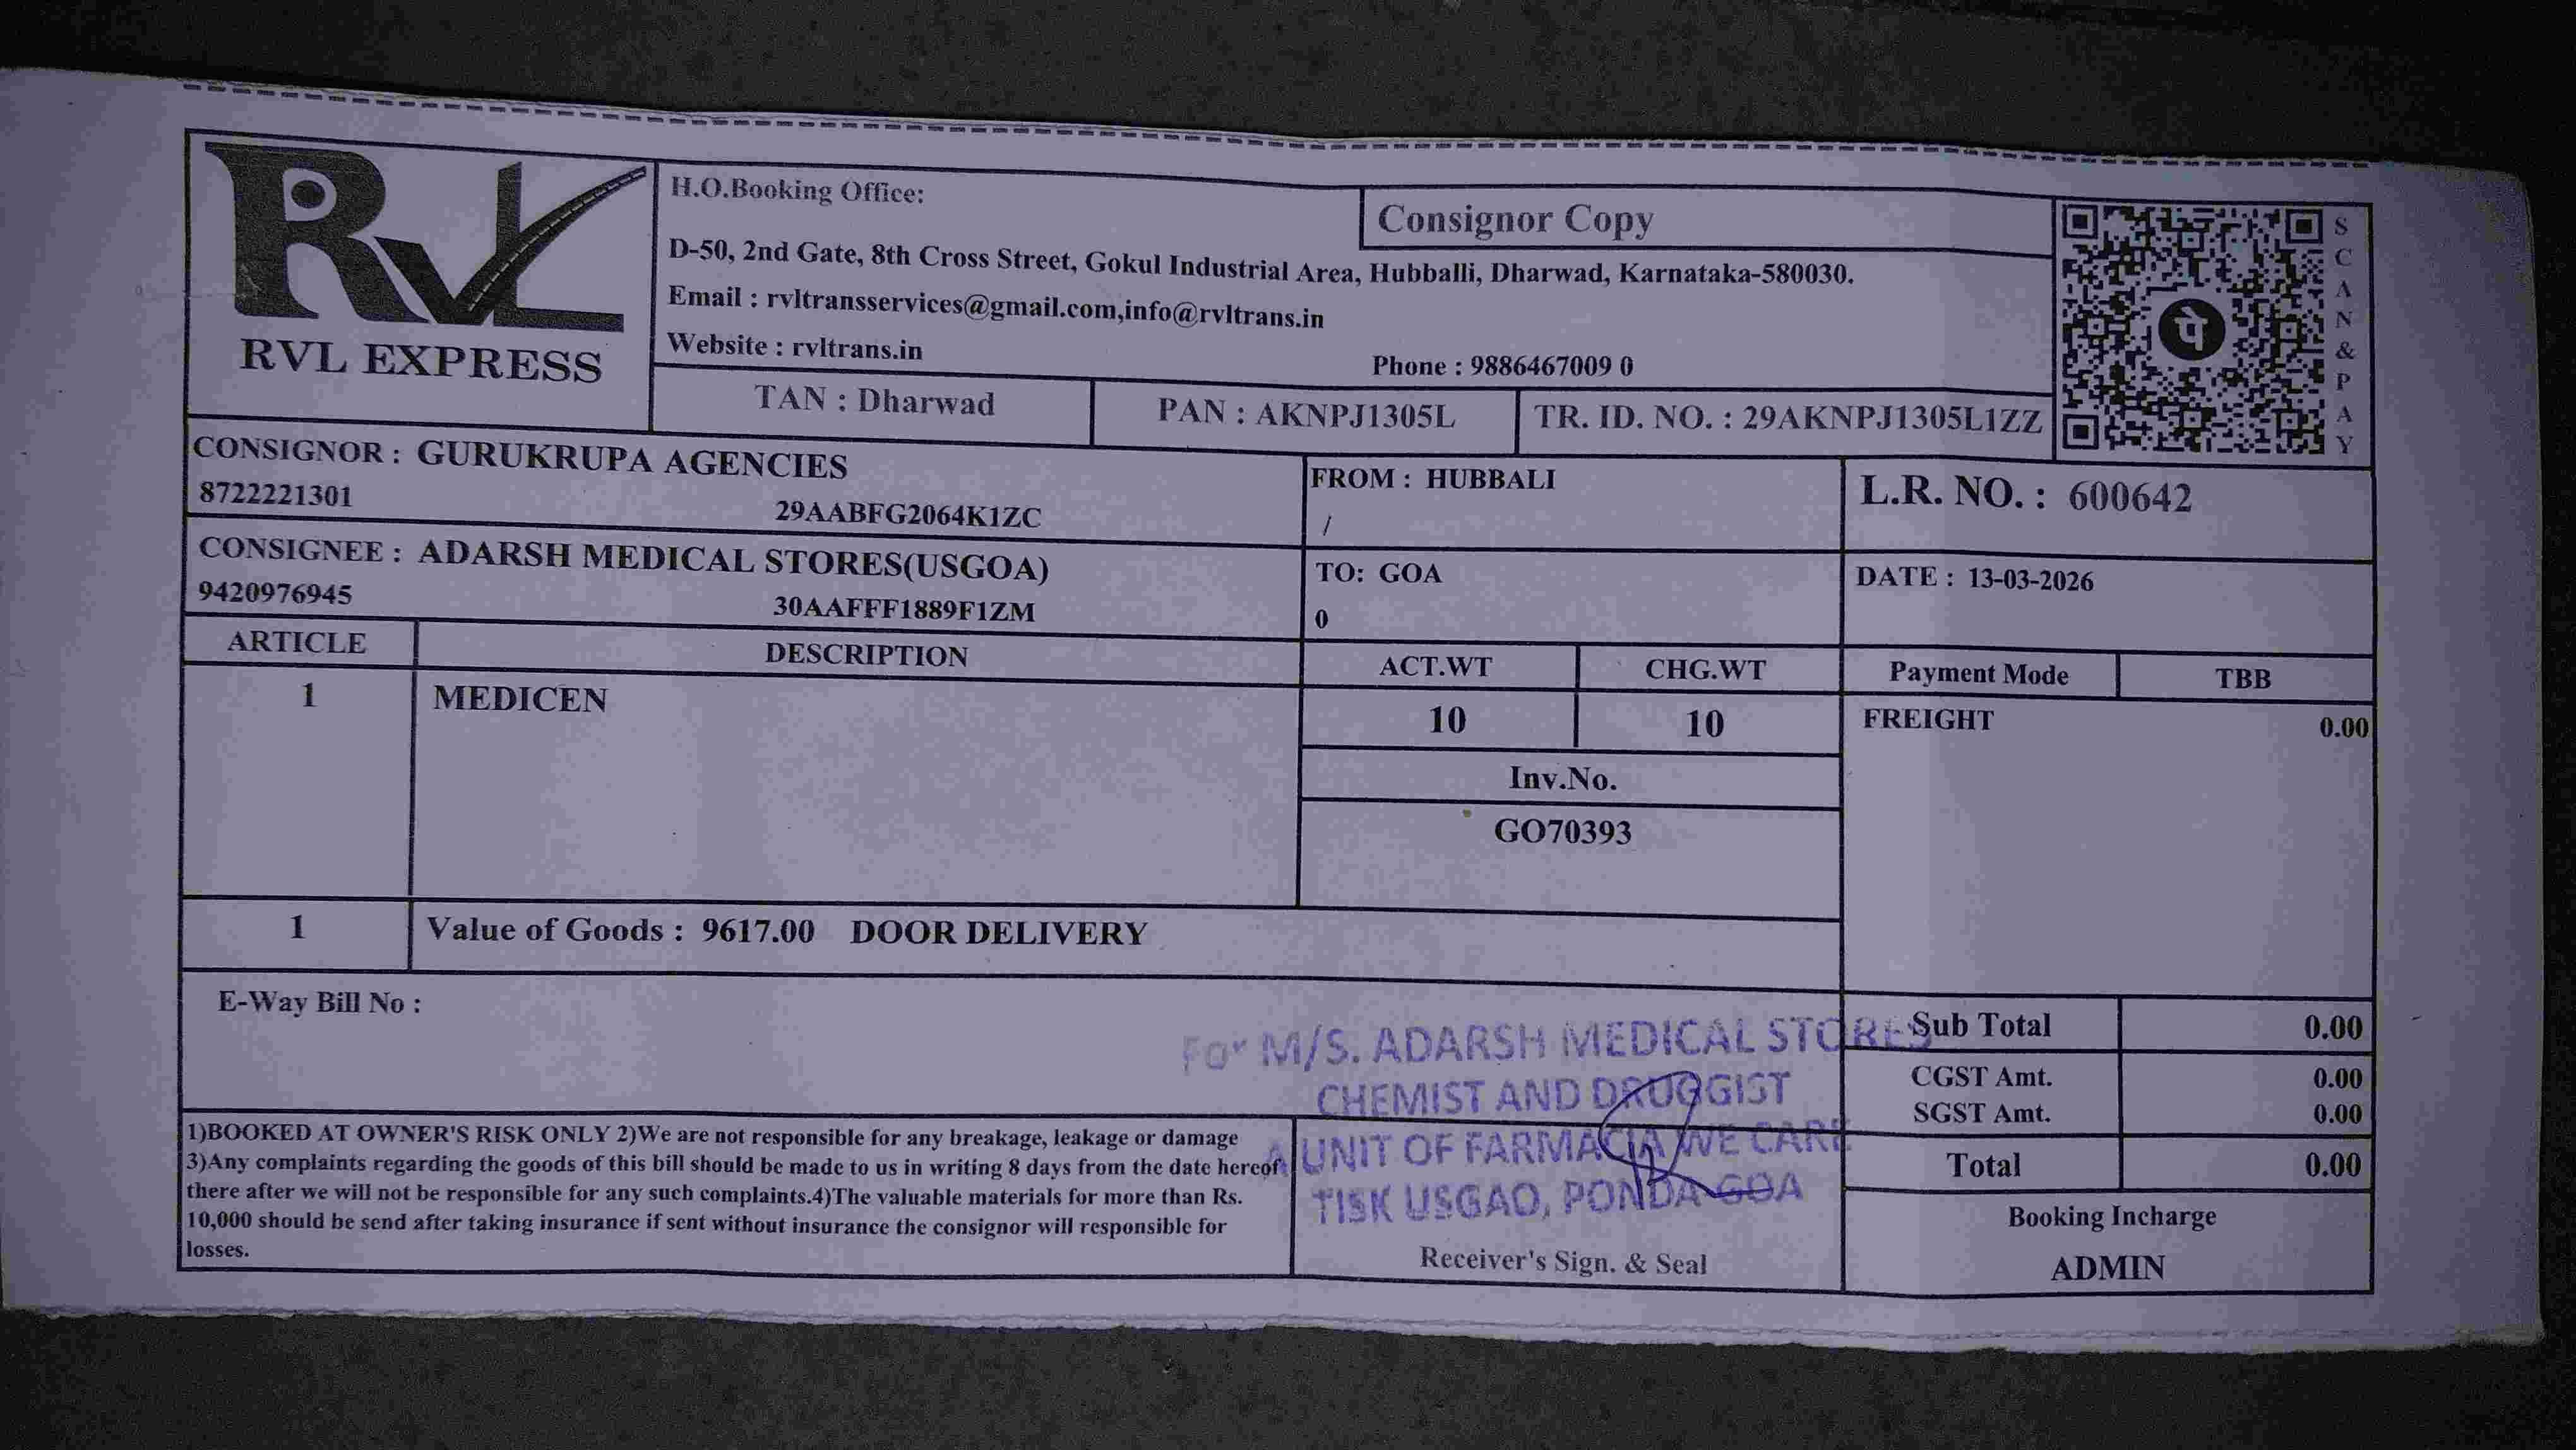 RVL
RVL EXPRESS
H.O.Booking Office:
Consignor Copy
D-50, 2nd Gate, 8th Cross Street, Gokul Industrial Area, Hubballi, Dharwad, Karnataka-580030.
Email : rvltransservices@gmail.com,info@rvltrans.in
Website : rvltrans.in
Phone : 9886467009 0
TAN : Dharwad
PAN : AKNPJ1305L
TR. ID. NO. : 29AKNPJ1305L1ZZ
पे
SCAN&PAY
CONSIGNOR : GURUKRUPA AGENCIES
8722221301 29AABFG2064K1ZC
FROM : HUBBALI
/
L.R. NO. : 600642
CONSIGNEE : ADARSH MEDICAL STORES(USGOA)
9420976945 30AAFFF1889F1ZM
TO: GOA
0
DATE : 13-03-2026
ARTICLE DESCRIPTION ACT.WT CHG.WT Payment Mode TBB
1 MEDICEN 10 10 FREIGHT 0.00
Inv.No.
GO70393
1 Value of Goods : 9617.00 DOOR DELIVERY
E-Way Bill No :
For M/S. ADARSH MEDICAL STORES
CHEMIST AND DRUGGIST
A UNIT OF FARMACIA WE CARE
TISK USGAO, PONDA-GOA
Sub Total 0.00
CGST Amt. 0.00
SGST Amt. 0.00
Total 0.00
1)BOOKED AT OWNER'S RISK ONLY 2)We are not responsible for any breakage, leakage or damage
3)Any complaints regarding the goods of this bill should be made to us in writing 8 days from the date hereof
there after we will not be responsible for any such complaints.4)The valuable materials for more than Rs.
10,000 should be send after taking insurance if sent without insurance the consignor will responsible for
losses.
Receiver's Sign. & Seal
Booking Incharge
ADMIN